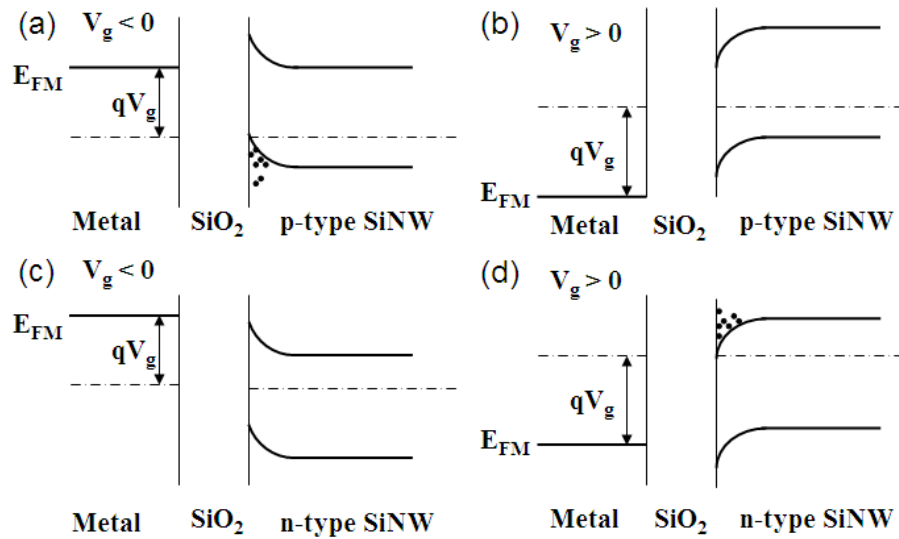 (a) V_g < 0
E_FM
qV_g
Metal SiO₂ p-type SiNW
(b) V_g > 0
qV_g
E_FM
Metal SiO₂ p-type SiNW
(c) V_g < 0
E_FM
qV_g
Metal SiO₂ n-type SiNW
(d) V_g > 0
qV_g
E_FM
Metal SiO₂ n-type SiNW